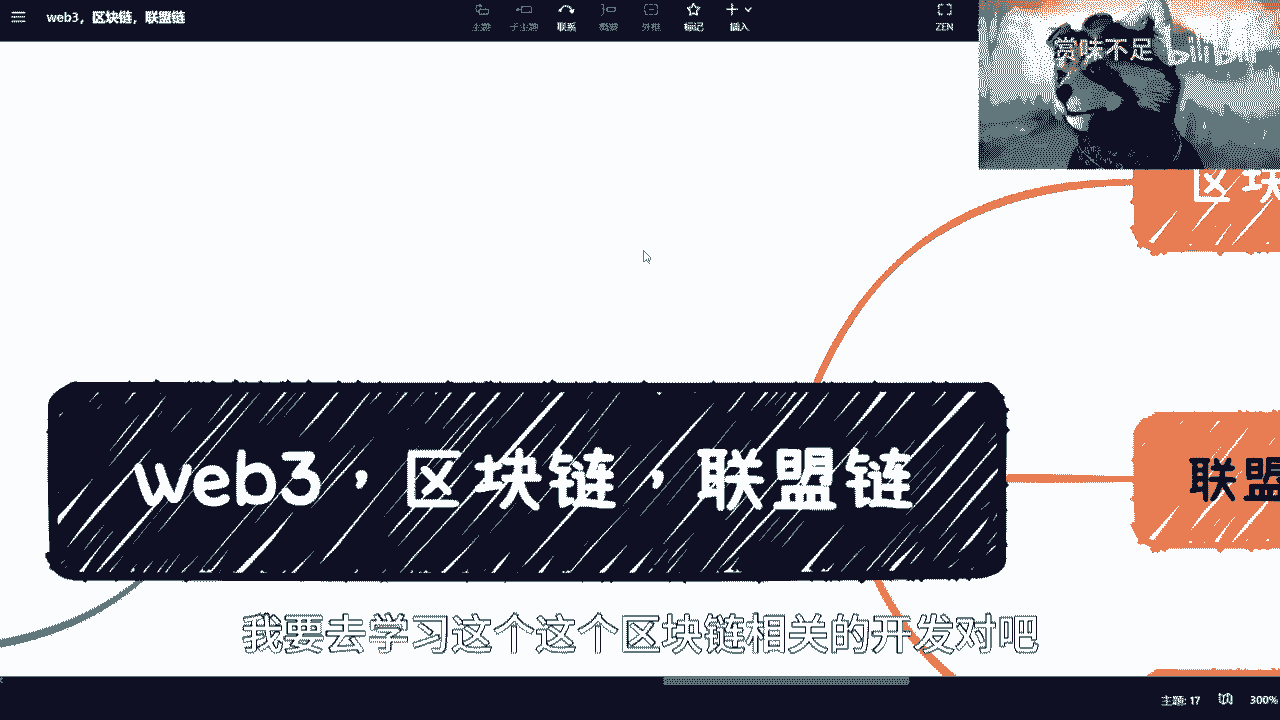 web3，区块链，联盟链
主题
子主题
联系
概要
外框
标记
插入
ZEN
赏味不足
bilibili
区块
web3，区块链，联盟链
联盟
我要去学习这个这个区块链相关的开发对吧
主题: 17
300%